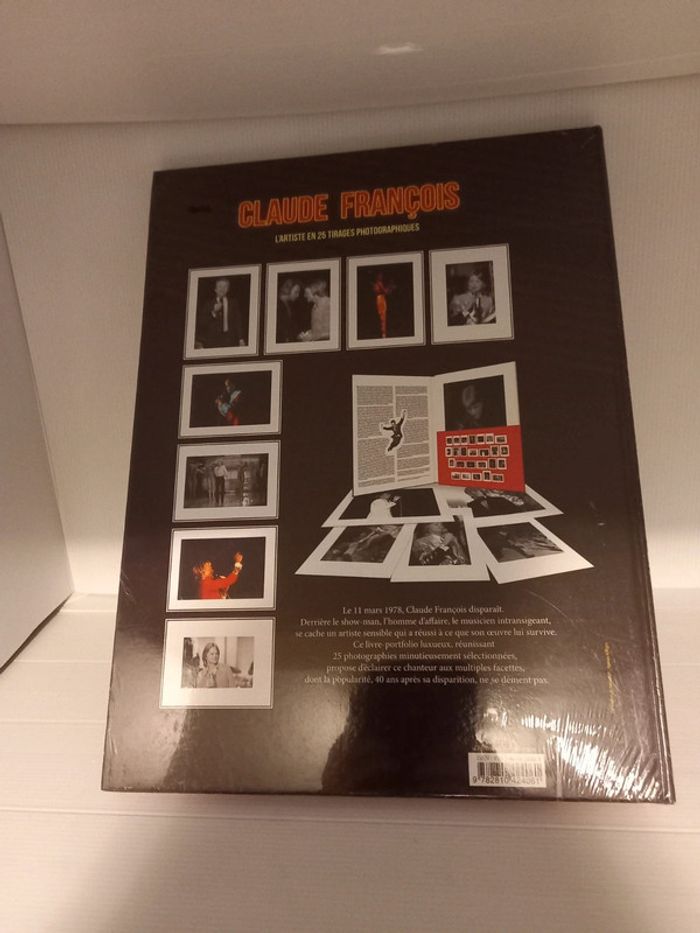 CLAUDE FRANÇOIS
L'ARTISTE EN 25 TIRAGES PHOTOGRAPHIQUES
Le 11 mars 1978, Claude François disparaît.
Derrière le show-man, l'homme d'affaire, le musicien intransigeant,
se cache un artiste sensible qui a réussi à ce que son œuvre lui survive.
Ce livre-portfolio luxueux, réunissant
25 photographies minutieusement sélectionnées,
propose d'éclairer ce chanteur aux multiples facettes,
dont la popularité, 40 ans après sa disparition, ne se dément pas.
9 782810 424061